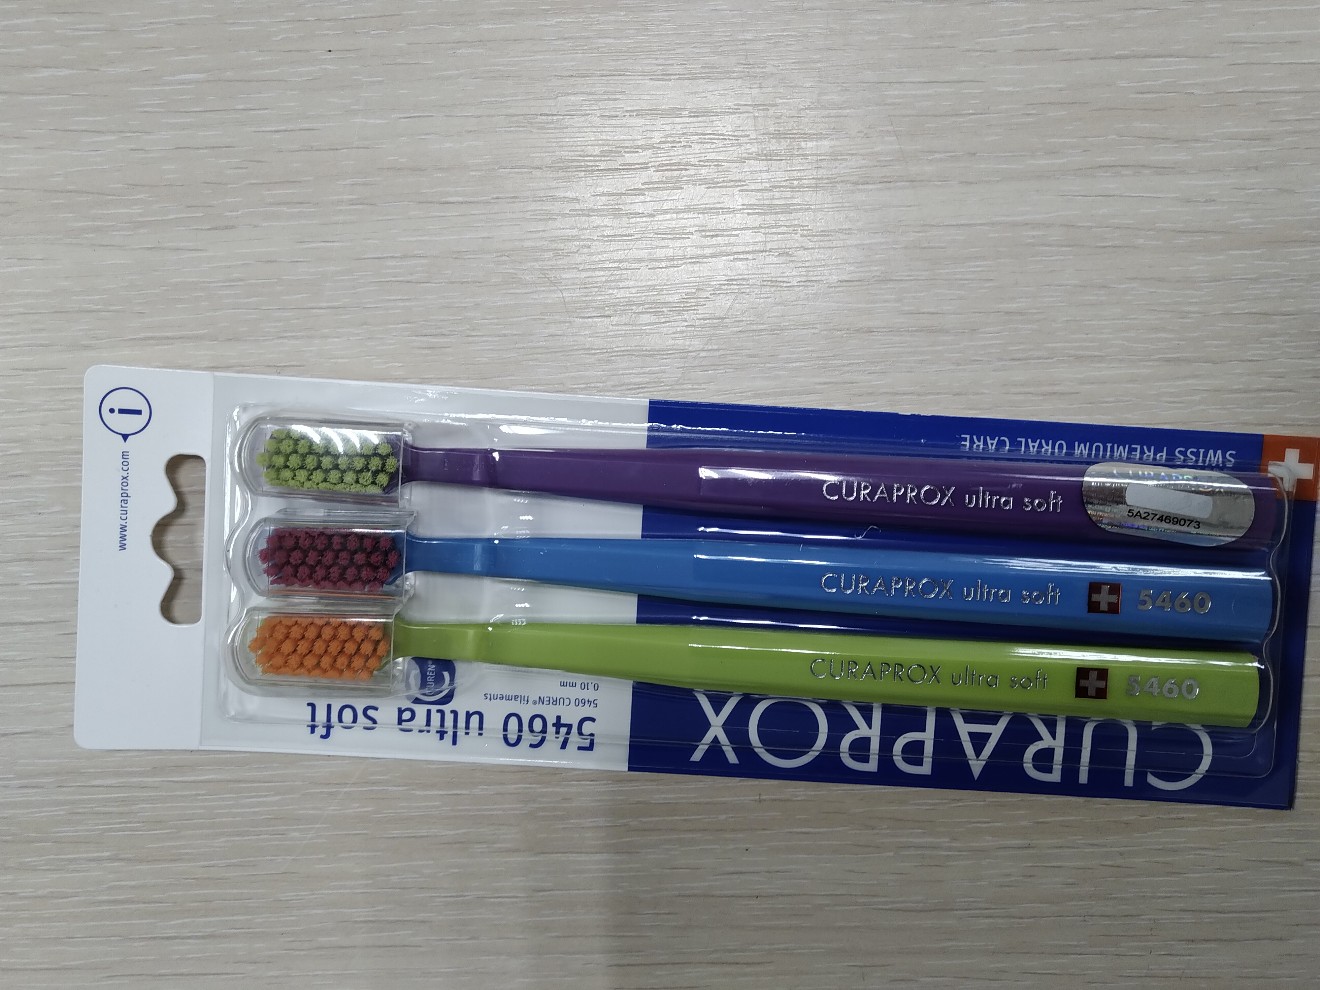 www.curaprox.com
SWISS PREMIUM ORAL CARE
CURAPROX ultra soft
5A27469073
CURAPROX ultra soft 5460
CURAPROX ultra soft 5460
CUREN®
0.10 mm
5460 CUREN® filaments
5460 ultra soft
CURAPROX